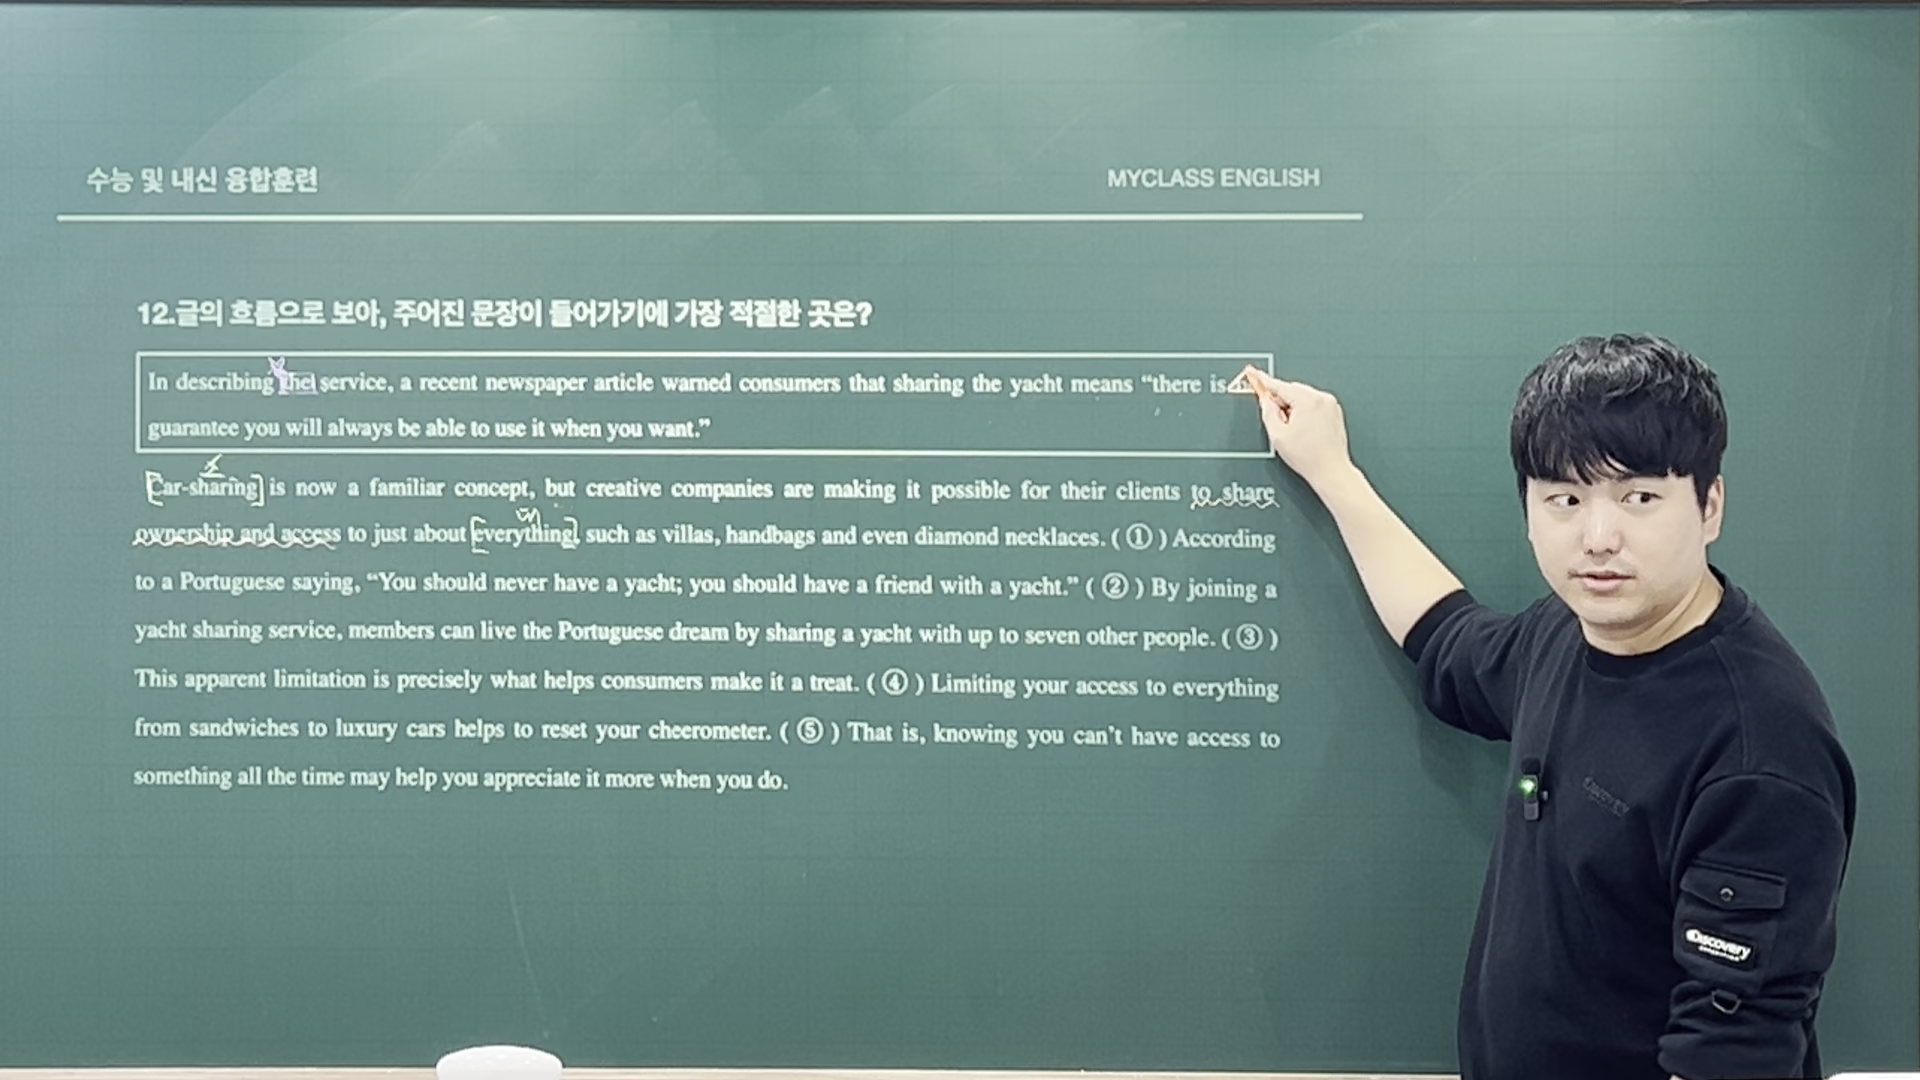 수능 및 내신 융합훈련
MYCLASS ENGLISH
12.글의 흐름으로 보아, 주어진 문장이 들어가기에 가장 적절한 곳은?
In describing the service, a recent newspaper article warned consumers that sharing the yacht means “there is
guarantee you will always be able to use it when you want.”
Car-sharing is now a familiar concept, but creative companies are making it possible for their clients to share
ownership and access to just about everything, such as villas, handbags and even diamond necklaces. ( ① ) According
to a Portuguese saying, “You should never have a yacht; you should have a friend with a yacht.” ( ② ) By joining a
yacht sharing service, members can live the Portuguese dream by sharing a yacht with up to seven other people. ( ③ )
This apparent limitation is precisely what helps consumers make it a treat. ( ④ ) Limiting your access to everything
from sandwiches to luxury cars helps to reset your cheerometer. ( ⑤ ) That is, knowing you can’t have access to
something all the time may help you appreciate it more when you do.
Discovery